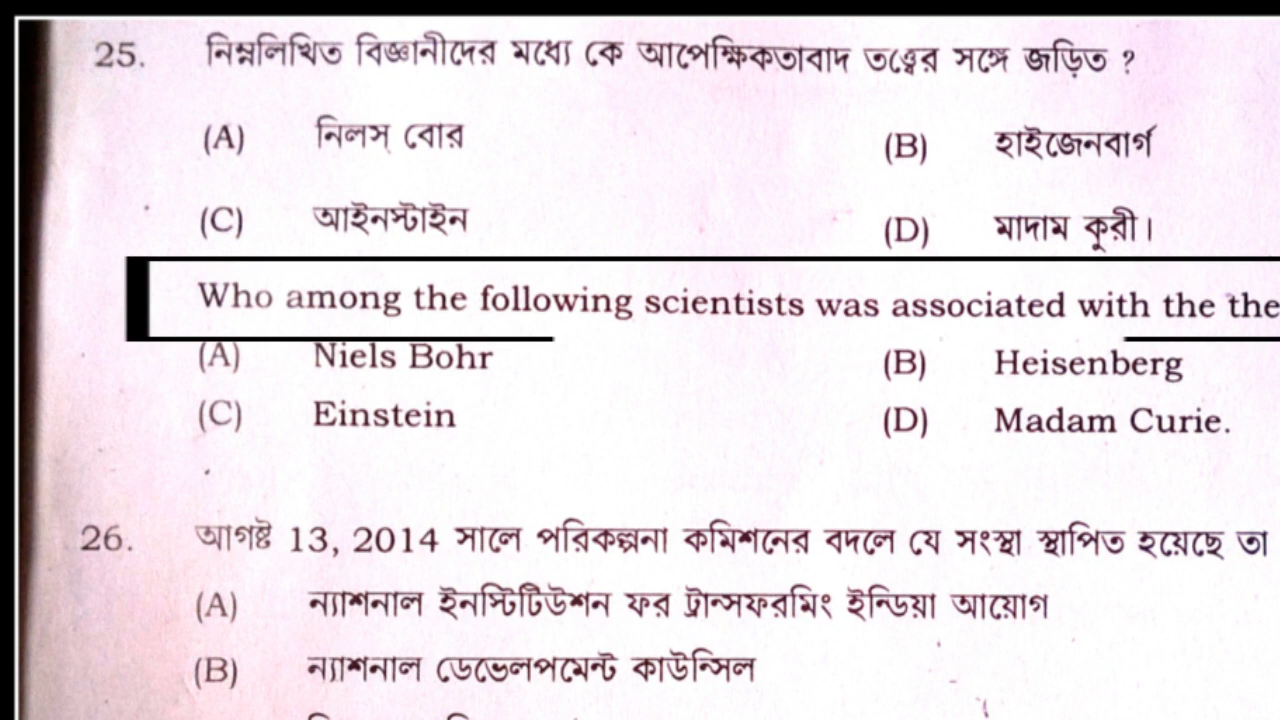 25. নিম্নলিখিত বিজ্ঞানীদের মধ্যে কে আপেক্ষিকতাবাদ তত্ত্বের সঙ্গে জড়িত ?
(A) নিলস্ বোর (B) হাইজেনবার্গ
(C) আইনস্টাইন (D) মাদাম কুরী।
Who among the following scientists was associated with the the
(A) Niels Bohr (B) Heisenberg
(C) Einstein (D) Madam Curie.
26. আগষ্ট 13, 2014 সালে পরিকল্পনা কমিশনের বদলে যে সংস্থা স্থাপিত হয়েছে তা
(A) ন্যাশনাল ইনস্টিটিউশন ফর ট্রান্সফরমিং ইন্ডিয়া আয়োগ
(B) ন্যাশনাল ডেভেলপমেন্ট কাউন্সিল